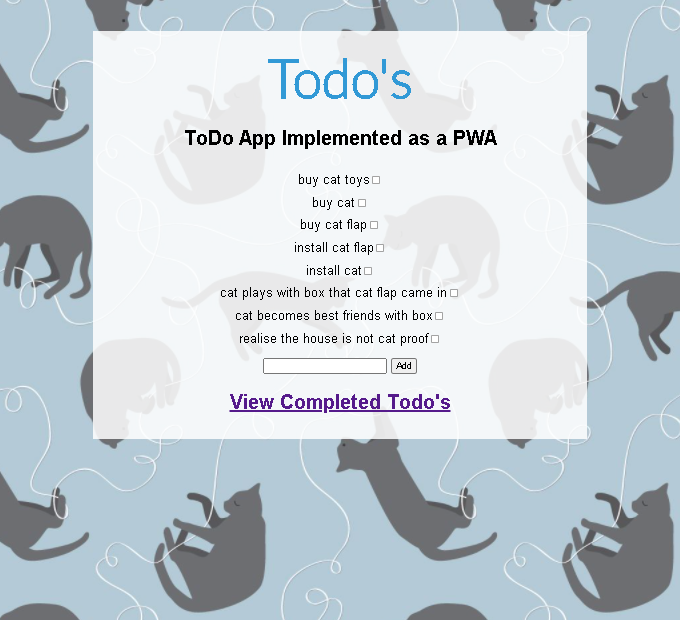 Todo's
ToDo App Implemented as a PWA
buy cat toys
buy cat
buy cat flap
install cat flap
install cat
cat plays with box that cat flap came in
cat becomes best friends with box
realise the house is not cat proof
Add
View Completed Todo's